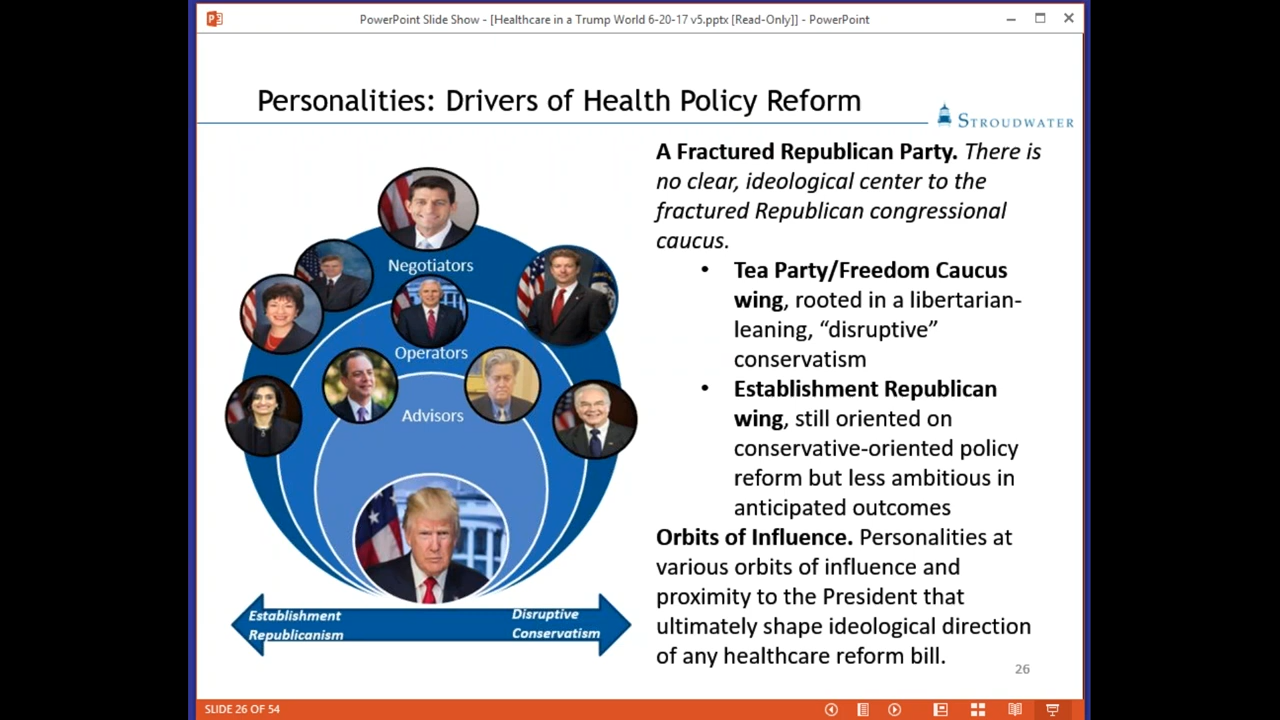 PowerPoint Slide Show - [Healthcare in a Trump World 6-20-17 v5.pptx [Read-Only]] - PowerPoint
Personalities: Drivers of Health Policy Reform
STROUDWATER
Negotiators
Operators
Advisors
Establishment
Republicanism
Disruptive
Conservatism
A Fractured Republican Party. There is
no clear, ideological center to the
fractured Republican congressional
caucus.
• Tea Party/Freedom Caucus
wing, rooted in a libertarian-
leaning, “disruptive”
conservatism
• Establishment Republican
wing, still oriented on
conservative-oriented policy
reform but less ambitious in
anticipated outcomes
Orbits of Influence. Personalities at
various orbits of influence and
proximity to the President that
ultimately shape ideological direction
of any healthcare reform bill.
26
SLIDE 26 OF 54